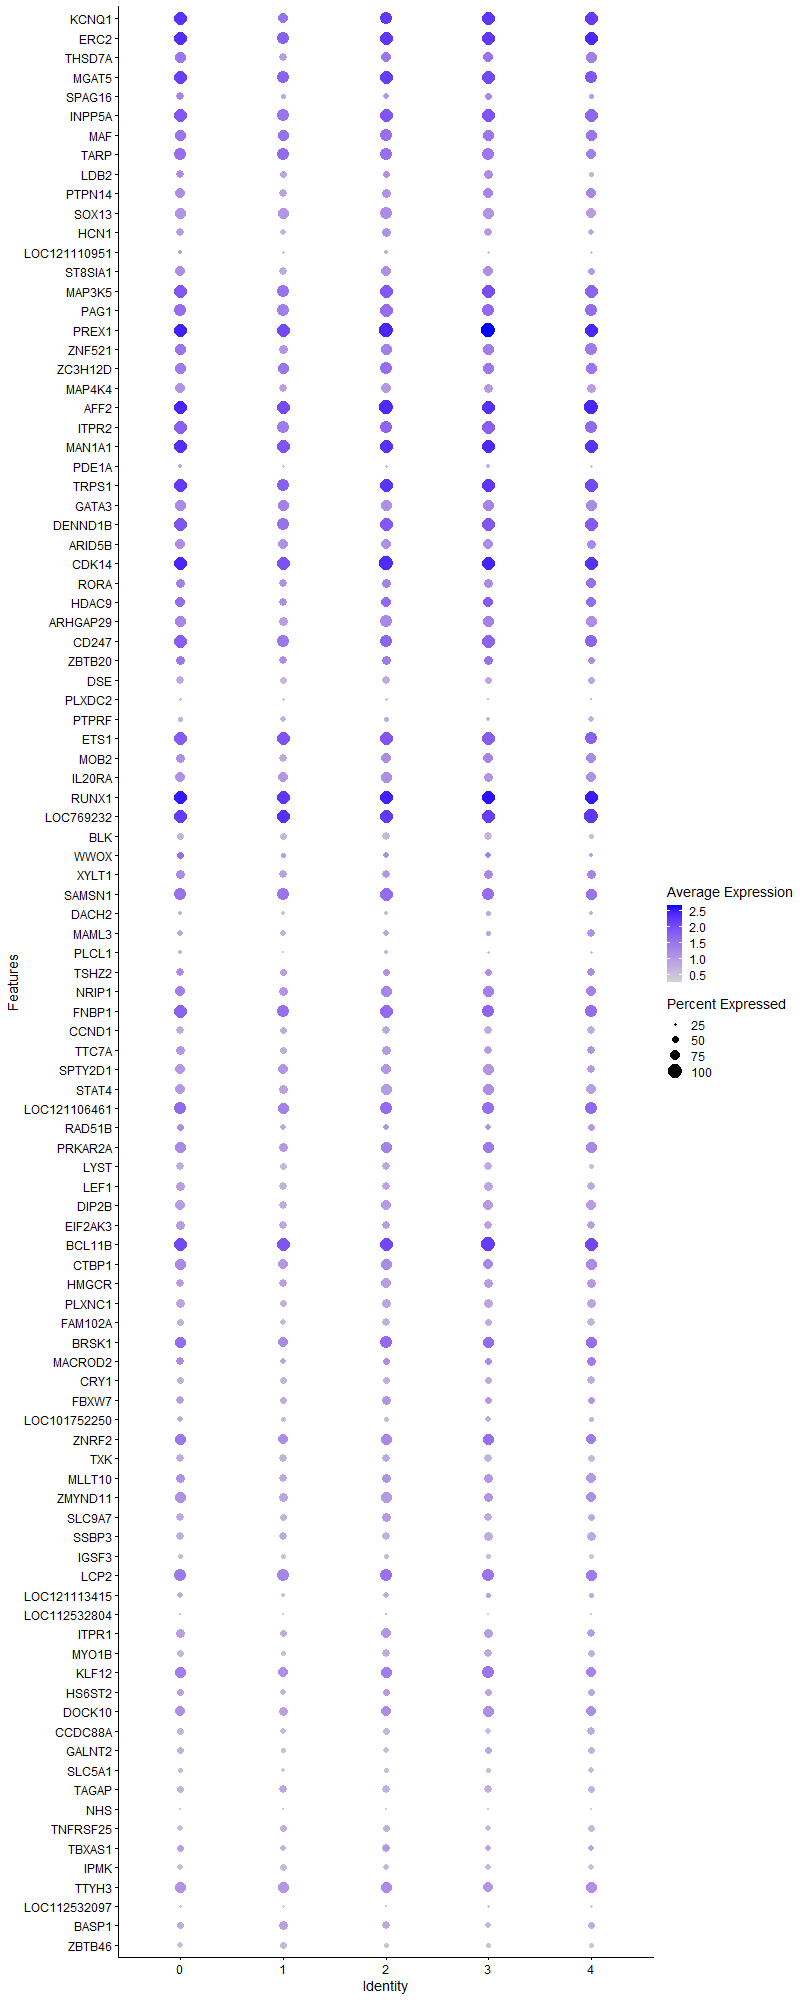 KCNQ1
ERC2
THSD7A
MGAT5
SPAG16
INPP5A
MAF
TARP
LDB2
PTPN14
SOX13
HCN1
LOC121110951
ST8SIA1
MAP3K5
PAG1
PREX1
ZNF521
ZC3H12D
MAP4K4
AFF2
ITPR2
MAN1A1
PDE1A
TRPS1
GATA3
DENND1B
ARID5B
CDK14
RORA
HDAC9
ARHGAP29
CD247
ZBTB20
DSE
PLXDC2
PTPRF
ETS1
MOB2
IL20RA
RUNX1
LOC769232
BLK
WWOX
XYLT1
SAMSN1
DACH2
MAML3
PLCL1
TSHZ2
NRIP1
FNBP1
CCND1
TTC7A
SPTY2D1
STAT4
LOC121106461
RAD51B
PRKAR2A
LYST
LEF1
DIP2B
EIF2AK3
BCL11B
CTBP1
HMGCR
PLXNC1
FAM102A
BRSK1
MACROD2
CRY1
FBXW7
LOC101752250
ZNRF2
TXK
MLLT10
ZMYND11
SLC9A7
SSBP3
IGSF3
LCP2
LOC121113415
LOC112532804
ITPR1
MYO1B
KLF12
HS6ST2
DOCK10
CCDC88A
GALNT2
SLC5A1
TAGAP
NHS
TNFRSF25
TBXAS1
IPMK
TTYH3
LOC112532097
BASP1
ZBTB46
Features
0 1 2 3 4
Identity
Average Expression
2.5
2.0
1.5
1.0
0.5
Percent Expressed
25
50
75
100